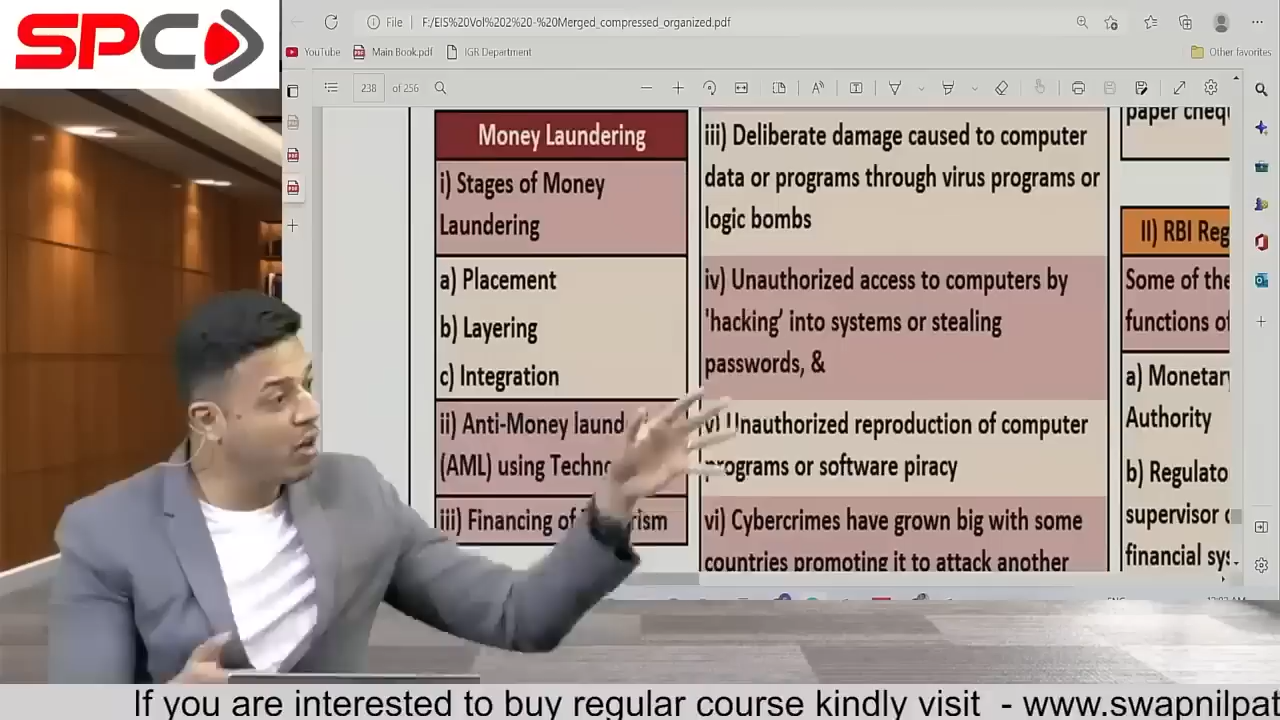 SPC
File
F:/EIS%20Vol%202%20-%20Merged_compressed_organized.pdf
YouTube
Main Book.pdf
IGR Department
Other favorites
238
of 256
Money Laundering
i) Stages of Money
Laundering
a) Placement
b) Layering
c) Integration
ii) Anti-Money laund
(AML) using Techno
iii) Financing of
rism
iii) Deliberate damage caused to computer
data or programs through virus programs or
logic bombs
iv) Unauthorized access to computers by
'hacking' into systems or stealing
passwords, &
v) Unauthorized reproduction of computer
programs or software piracy
vi) Cybercrimes have grown big with some
countries promoting it to attack another
paper chequ
II) RBI Reg
Some of the
functions of
a) Monetar
Authority
b) Regulato
supervisor o
financial sys
If you are interested to buy regular course kindly visit - www.swapnilpat